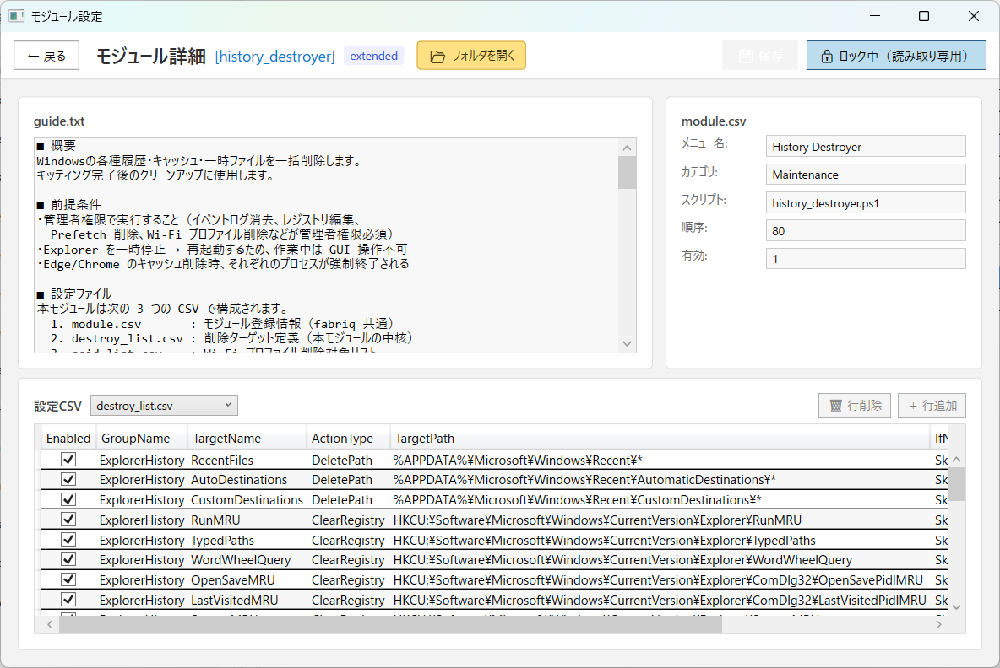 モジュール設定
← 戻る モジュール詳細 [history_destroyer] extended フォルダを開く 保存 ロック中（読み取り専用）
guide.txt
■ 概要
Windowsの各種履歴・キャッシュ・一時ファイルを一括削除します。
キッティング完了後のクリーンアップに使用します。
■ 前提条件
・管理者権限で実行すること（イベントログ消去、レジストリ編集、
Prefetch 削除、Wi-Fi プロファイル削除などが管理者権限必須）
・Explorer を一時停止 → 再起動するため、作業中は GUI 操作不可
・Edge/Chrome のキャッシュ削除時、それぞれのプロセスが強制終了される
■ 設定ファイル
本モジュールは次の 3 つの CSV で構成されます。
1. module.csv : モジュール登録情報（fabriq 共通）
2. destroy_list.csv : 削除ターゲット定義（本モジュールの中核）
module.csv
メニュー名: History Destroyer
カテゴリ: Maintenance
スクリプト: history_destroyer.ps1
順序: 80
有効: 1
設定CSV destroy_list.csv 行削除 + 行追加
Enabled GroupName TargetName ActionType TargetPath
ExplorerHistory RecentFiles DeletePath %APPDATA%¥Microsoft¥Windows¥Recent¥* Sk
ExplorerHistory AutoDestinations DeletePath %APPDATA%¥Microsoft¥Windows¥Recent¥AutomaticDestinations¥* Sk
ExplorerHistory CustomDestinations DeletePath %APPDATA%¥Microsoft¥Windows¥Recent¥CustomDestinations¥* Sk
ExplorerHistory RunMRU ClearRegistry HKCU:¥Software¥Microsoft¥Windows¥CurrentVersion¥Explorer¥RunMRU Sk
ExplorerHistory TypedPaths ClearRegistry HKCU:¥Software¥Microsoft¥Windows¥CurrentVersion¥Explorer¥TypedPaths Sk
ExplorerHistory WordWheelQuery ClearRegistry HKCU:¥Software¥Microsoft¥Windows¥CurrentVersion¥Explorer¥WordWheelQuery Sk
ExplorerHistory OpenSaveMRU ClearRegistry HKCU:¥Software¥Microsoft¥Windows¥CurrentVersion¥Explorer¥ComDlg32¥OpenSavePidlMRU Sk
ExplorerHistory LastVisitedMRU ClearRegistry HKCU:¥Software¥Microsoft¥Windows¥CurrentVersion¥Explorer¥ComDlg32¥LastVisitedPidlMRU Sk